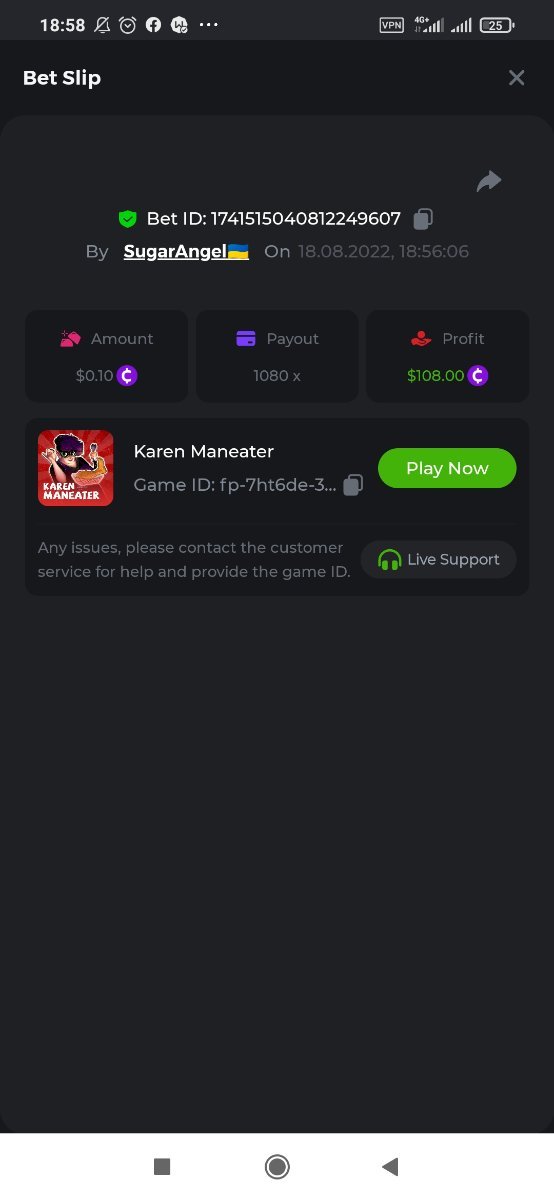 18:58 VPN 4G+ 25
Bet Slip
Bet ID: 1741515040812249607
By SugarAngel🇺🇦 On 18.08.2022, 18:56:06
Amount Payout Profit
$0.10 1080 x $108.00
Karen Maneater
Game ID: fp-7ht6de-3...
KAREN
MANEATER
Play Now
Any issues, please contact the customer
service for help and provide the game ID.
Live Support